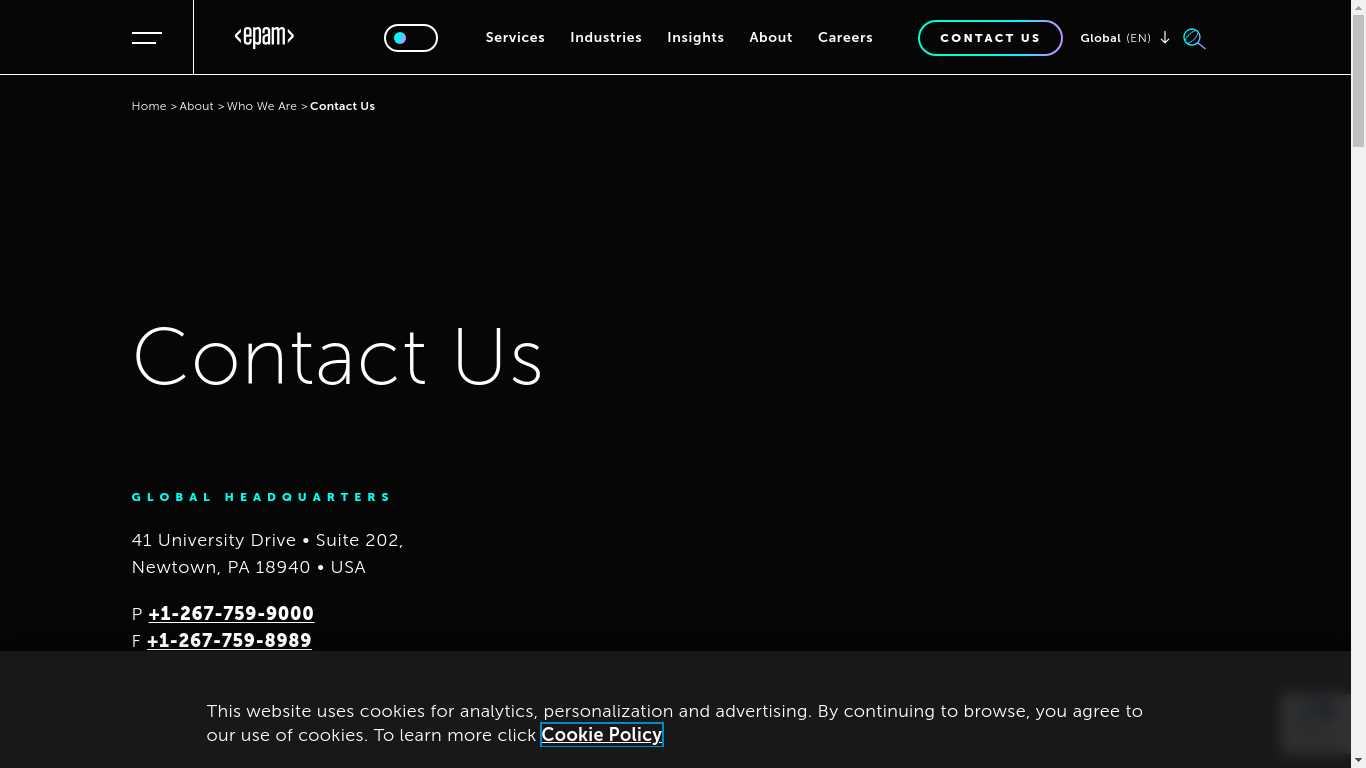 <epam>
Services
Industries
Insights
About
Careers
CONTACT US
Global (EN)
Home > About > Who We Are > Contact Us
Contact Us
GLOBAL HEADQUARTERS
41 University Drive • Suite 202,
Newtown, PA 18940 • USA
P +1-267-759-9000
F +1-267-759-8989
This website uses cookies for analytics, personalization and advertising. By continuing to browse, you agree to
our use of cookies. To learn more click Cookie Policy